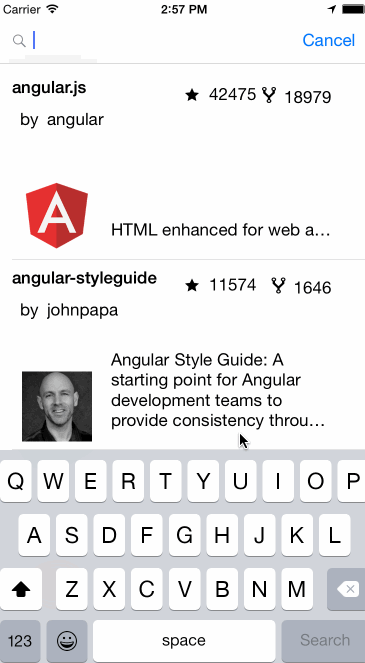 Carrier 2:57 PM
Cancel
angular.js 42475 18979
by angular
A
HTML enhanced for web a...
angular-styleguide 11574 1646
by johnpapa
Angular Style Guide: A
starting point for Angular
development teams to
provide consistency throu...
Q W E R T Y U I O P
A S D F G H J K L
Z X C V B N M
123 space Search